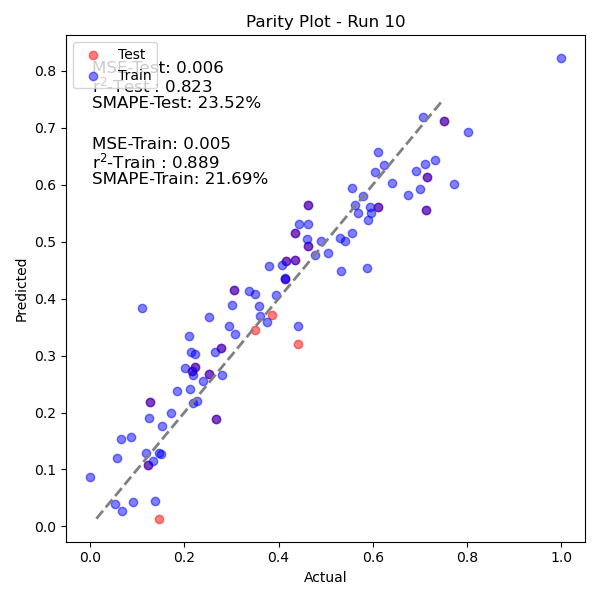 Parity Plot - Run 10
Test
Train
MSE-Test: 0.006
r²-Test : 0.823
SMAPE-Test: 23.52%
MSE-Train: 0.005
r²-Train : 0.889
SMAPE-Train: 21.69%
Predicted
0.8
0.7
0.6
0.5
0.4
0.3
0.2
0.1
0.0
0.0 0.2 0.4 0.6 0.8 1.0
Actual